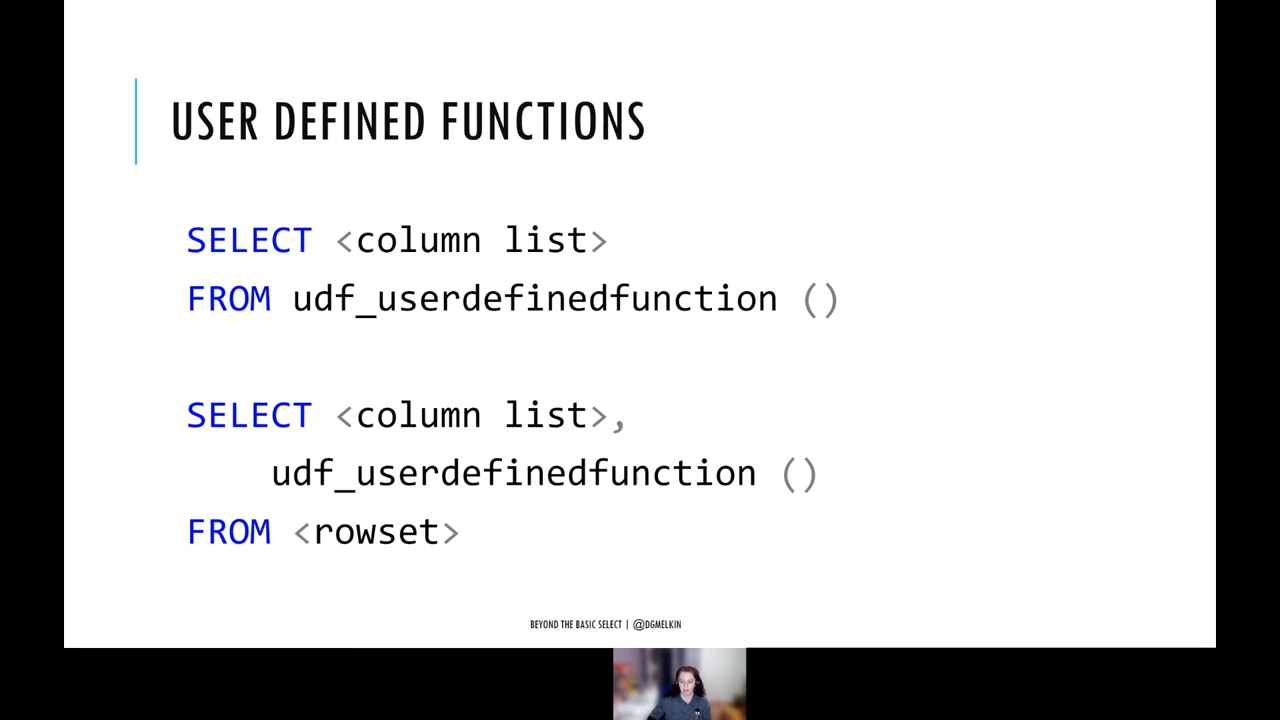 USER DEFINED FUNCTIONS
SELECT <column list>
FROM udf_userdefinedfunction ()
SELECT <column list>,
udf_userdefinedfunction ()
FROM <rowset>
BEYOND THE BASIC SELECT | @DGMELKIN